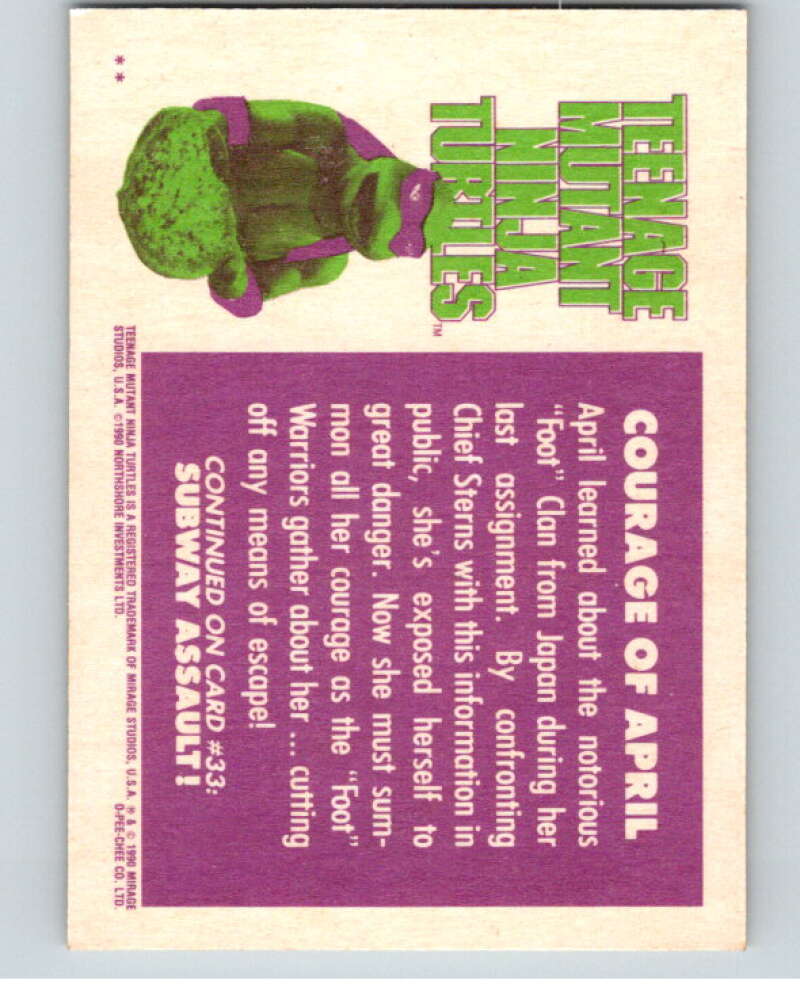 TEENAGE
MUTANT
NINJA
TURTLES™
COURAGE OF APRIL
April learned about the notorious
“Foot” Clan from Japan during her
last assignment. By confronting
Chief Sterns with this information in
public, she’s exposed herself to
great danger. Now she must sum-
mon all her courage as the “Foot”
Warriors gather about her ... cutting
off any means of escape!
CONTINUED ON CARD #33:
SUBWAY ASSAULT!
TEENAGE MUTANT NINJA TURTLES IS A REGISTERED TRADEMARK OF MIRAGE STUDIOS, U.S.A. ® & © 1990 MIRAGE
STUDIOS, U.S.A. ©1990 NORTHSHORE INVESTMENTS LTD. O-PEE-CHEE CO. LTD.
**